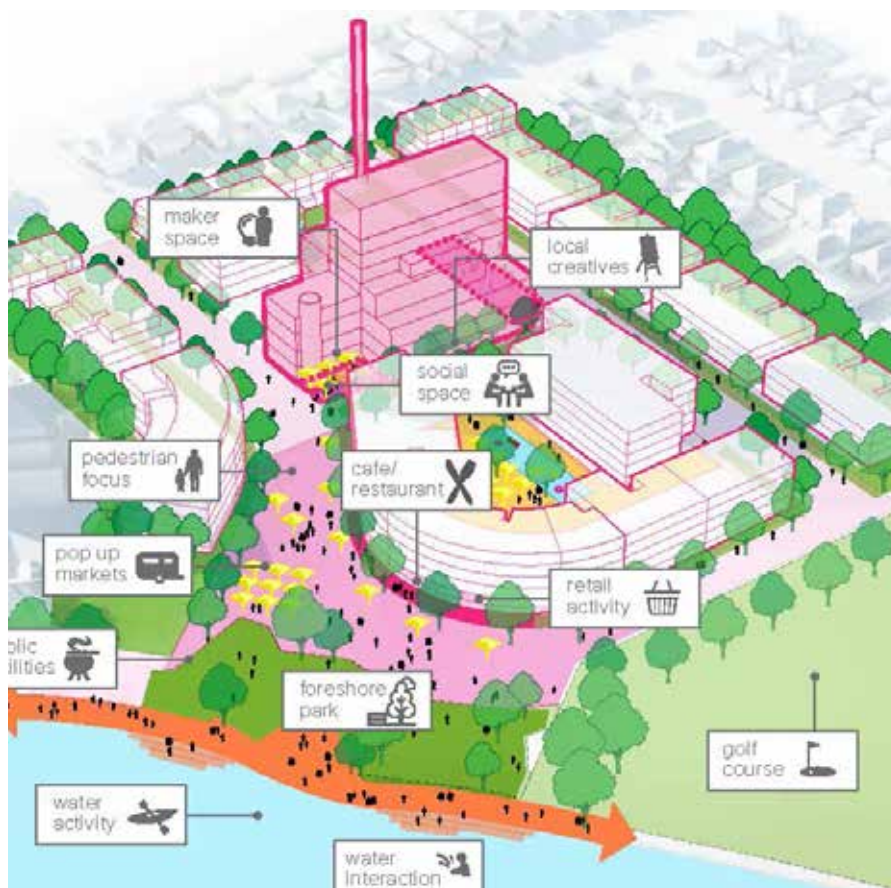 maker
space
local
creatives
social
space
pedestrian
focus
cafe/
restaurant
pop up
markets
retail
activity
foreshore
park
golf
course
water
activity
water
interaction